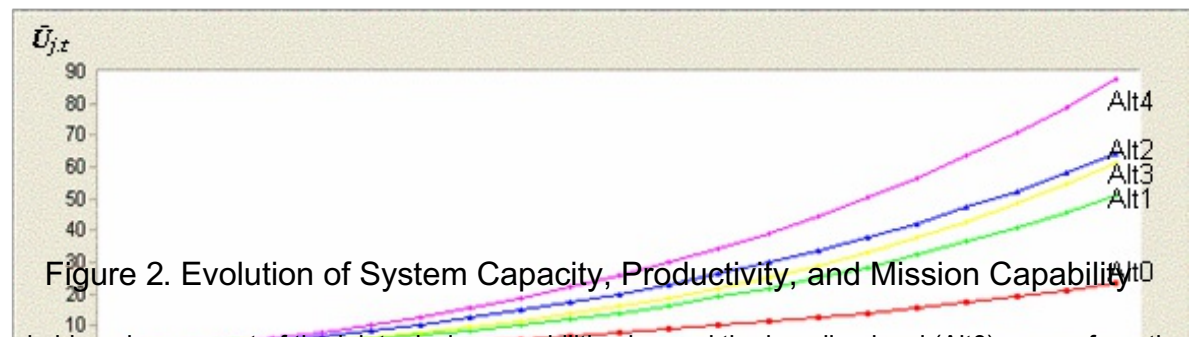 Ūj,t
90
80
70
60
50
40
30
20
10
Alt4
Alt2
Alt3
Alt1
Alt0
Figure 2. Evolution of System Capacity, Productivity, and Mission Capability